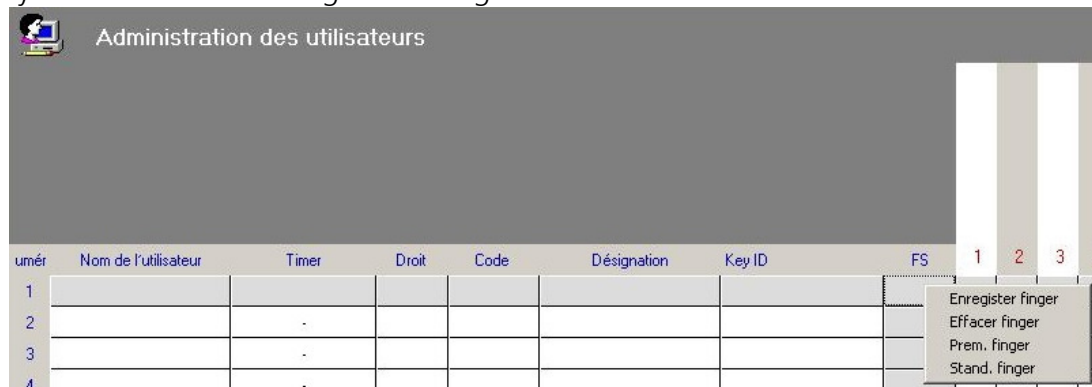 Administration des utilisateurs
umér Nom de l'utilisateur Timer Droit Code Désignation Key ID FS 1 2 3
1
2 -
3 -
4 -
Enregister finger
Effacer finger
Prem. finger
Stand. finger